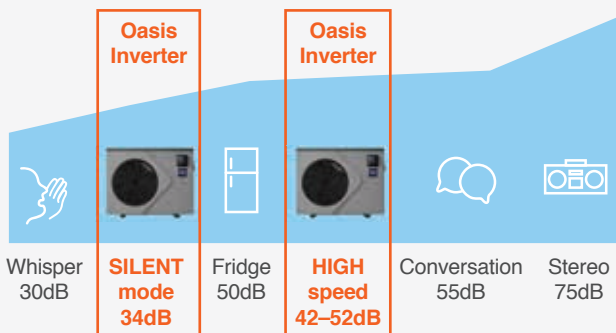 Oasis
Inverter
Oasis
Inverter
Whisper
30dB
SILENT
mode
34dB
Fridge
50dB
HIGH
speed
42–52dB
Conversation
55dB
Stereo
75dB